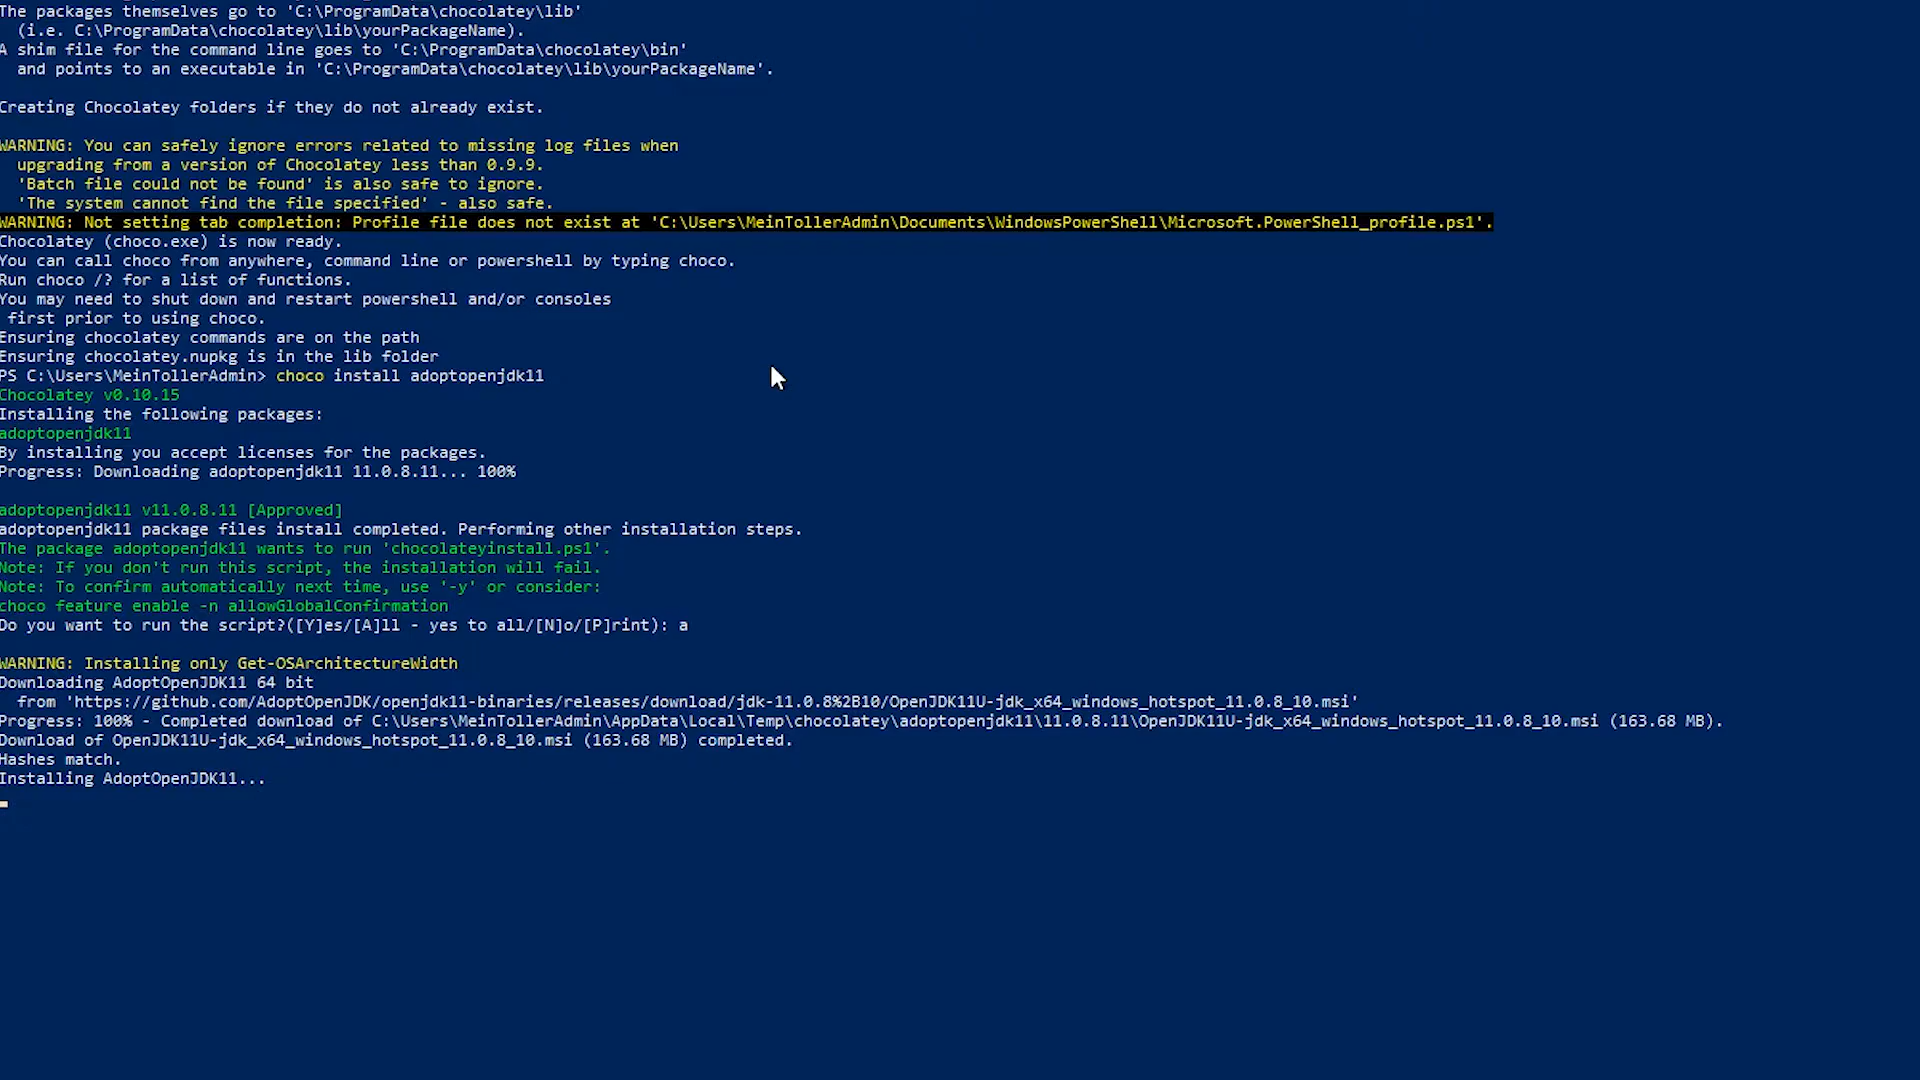 The packages themselves go to 'C:\ProgramData\chocolatey\lib'
(i.e. C:\ProgramData\chocolatey\lib\yourPackageName).
A shim file for the command line goes to 'C:\ProgramData\chocolatey\bin'
and points to an executable in 'C:\ProgramData\chocolatey\lib\yourPackageName'.
Creating Chocolatey folders if they do not already exist.
WARNING: You can safely ignore errors related to missing log files when
upgrading from a version of Chocolatey less than 0.9.9.
'Batch file could not be found' is also safe to ignore.
'The system cannot find the file specified' - also safe.
WARNING: Not setting tab completion: Profile file does not exist at 'C:\Users\MeinTollerAdmin\Documents\WindowsPowerShell\Microsoft.PowerShell_profile.ps1'.
Chocolatey (choco.exe) is now ready.
You can call choco from anywhere, command line or powershell by typing choco.
Run choco /? for a list of functions.
You may need to shut down and restart powershell and/or consoles
first prior to using choco.
Ensuring chocolatey commands are on the path
Ensuring chocolatey.nupkg is in the lib folder
PS C:\Users\MeinTollerAdmin> choco install adoptopenjdk11
Chocolatey v0.10.15
Installing the following packages:
adoptopenjdk11
By installing you accept licenses for the packages.
Progress: Downloading adoptopenjdk11 11.0.8.11... 100%
adoptopenjdk11 v11.0.8.11 [Approved]
adoptopenjdk11 package files install completed. Performing other installation steps.
The package adoptopenjdk11 wants to run 'chocolateyinstall.ps1'.
Note: If you don't run this script, the installation will fail.
Note: To confirm automatically next time, use '-y' or consider:
choco feature enable -n allowGlobalConfirmation
Do you want to run the script?([Y]es/[A]ll - yes to all/[N]o/[P]rint): a
WARNING: Installing only Get-OSArchitectureWidth
Downloading AdoptOpenJDK11 64 bit
from 'https://github.com/AdoptOpenJDK/openjdk11-binaries/releases/download/jdk-11.0.8%2B10/OpenJDK11U-jdk_x64_windows_hotspot_11.0.8_10.msi'
Progress: 100% - Completed download of C:\Users\MeinTollerAdmin\AppData\Local\Temp\chocolatey\adoptopenjdk11\11.0.8.11\OpenJDK11U-jdk_x64_windows_hotspot_11.0.8_10.msi (163.68 MB).
Download of OpenJDK11U-jdk_x64_windows_hotspot_11.0.8_10.msi (163.68 MB) completed.
Hashes match.
Installing AdoptOpenJDK11...